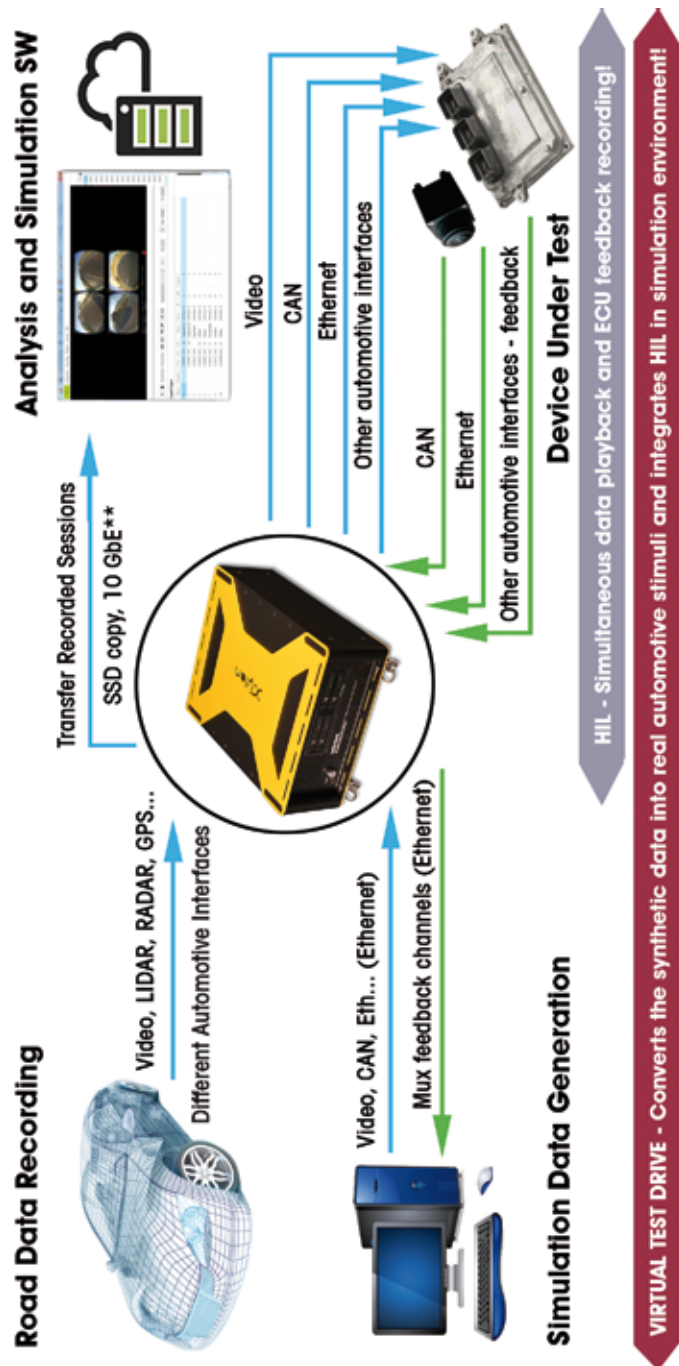 Road Data Recording
Video, LIDAR, RADAR, GPS...
Different Automotive Interfaces
Transfer Recorded Sessions
SSD copy, 10 GbE**
Analysis and Simulation SW
Video
CAN
Ethernet
Other automotive interfaces
CAN
Ethernet
Other automotive interfaces - feedback
Device Under Test
Video, CAN, Eth... (Ethernet)
Mux feedback channels (Ethernet)
Simulation Data Generation
HIL - Simultaneous data playback and ECU feedback recording!
VIRTUAL TEST DRIVE - Converts the synthetic data into real automotive stimuli and integrates HIL in simulation environment!